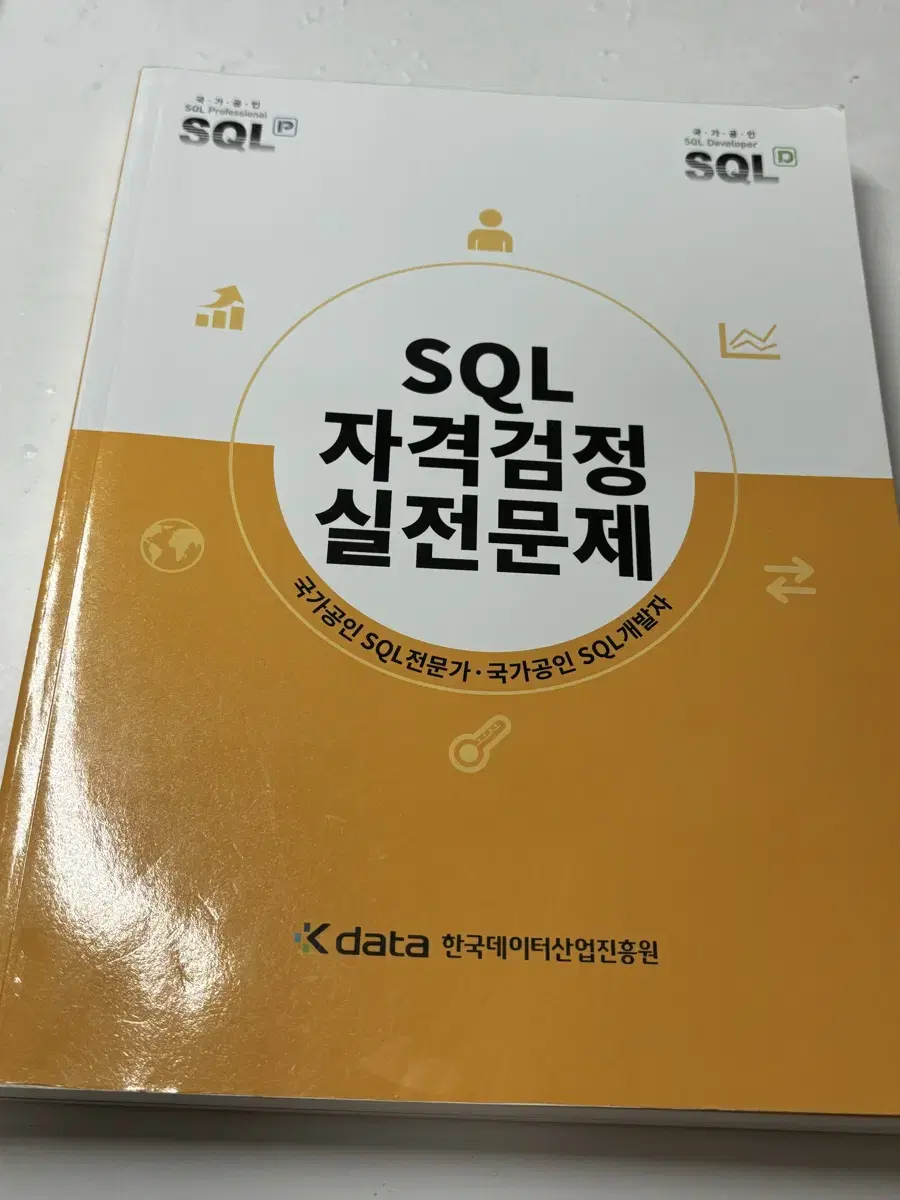 국·가·공·인
SQL Professional
SQL P
국·가·공·인
SQL Developer
SQL D
SQL
자격검정
실전문제
국가공인 SQL전문가·국가공인 SQL개발자
Kdata 한국데이터산업진흥원